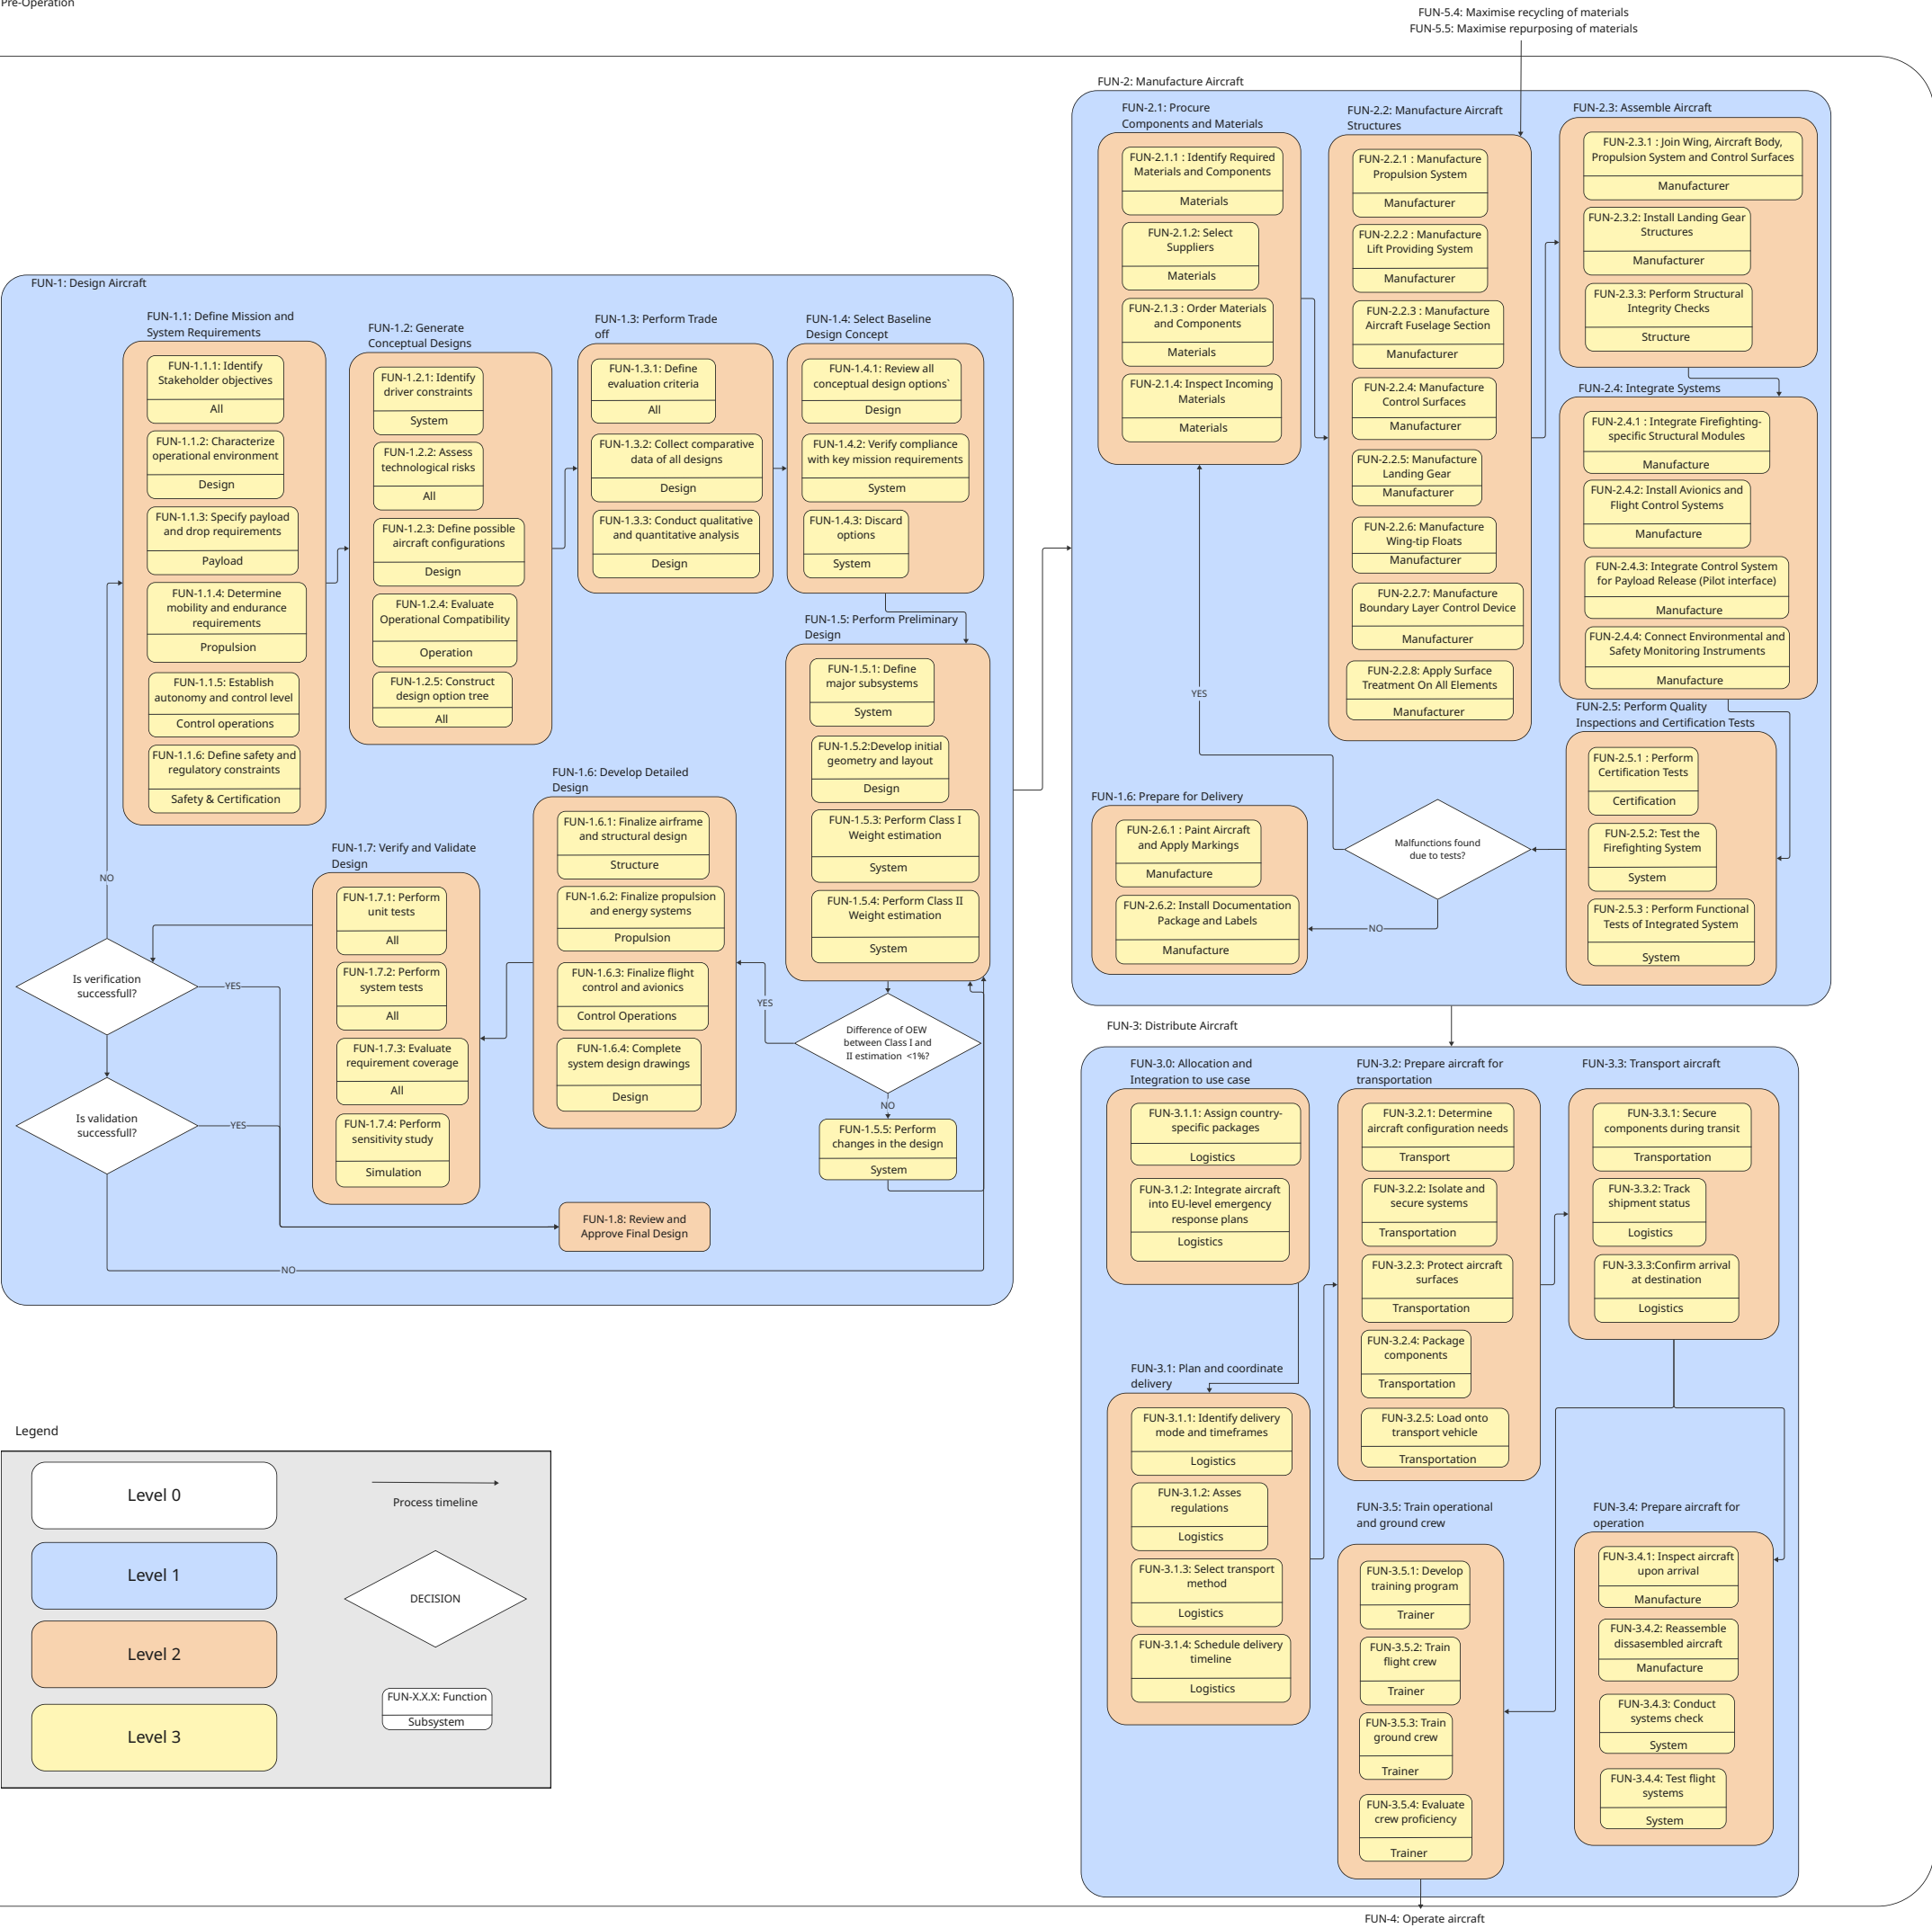 Pre-Operation
FUN-5.4: Maximise recycling of materials
FUN-5.5: Maximise repurposing of materials
FUN-1: Design Aircraft
FUN-1.1: Define Mission and
System Requirements
FUN-1.1.1: Identify
Stakeholder objectives
All
FUN-1.1.2: Characterize
operational environment
Design
FUN-1.1.3: Specify payload
and drop requirements
Payload
FUN-1.1.4: Determine
mobility and endurance
requirements
Propulsion
FUN-1.1.5: Establish
autonomy and control level
Control operations
FUN-1.1.6: Define safety and
regulatory constraints
Safety & Certification
FUN-1.2: Generate
Conceptual Designs
FUN-1.2.1: Identify
driver constraints
System
FUN-1.2.2: Assess
technological risks
All
FUN-1.2.3: Define possible
aircraft configurations
Design
FUN-1.2.4: Evaluate
Operational Compatibility
Operation
FUN-1.2.5: Construct
design option tree
All
FUN-1.3: Perform Trade
off
FUN-1.3.1: Define
evaluation criteria
All
FUN-1.3.2: Collect comparative
data of all designs
Design
FUN-1.3.3: Conduct qualitative
and quantitative analysis
Design
FUN-1.4: Select Baseline
Design Concept
FUN-1.4.1: Review all
conceptual design options`
Design
FUN-1.4.2: Verify compliance
with key mission requirements
System
FUN-1.4.3: Discard
options
System
FUN-1.5: Perform Preliminary
Design
FUN-1.5.1: Define
major subsystems
System
FUN-1.5.2:Develop initial
geometry and layout
Design
FUN-1.5.3: Perform Class I
Weight estimation
System
FUN-1.5.4: Perform Class II
Weight estimation
System
Difference of OEW
between Class I and
II estimation <1%?
YES
NO
FUN-1.5.5: Perform
changes in the design
System
FUN-1.6: Develop Detailed
Design
FUN-1.6.1: Finalize airframe
and structural design
Structure
FUN-1.6.2: Finalize propulsion
and energy systems
Propulsion
FUN-1.6.3: Finalize flight
control and avionics
Control Operations
FUN-1.6.4: Complete
system design drawings
Design
FUN-1.7: Verify and Validate
Design
FUN-1.7.1: Perform
unit tests
All
FUN-1.7.2: Perform
system tests
All
FUN-1.7.3: Evaluate
requirement coverage
All
FUN-1.7.4: Perform
sensitivity study
Simulation
NO
Is verification
successfull?
YES
Is validation
successfull?
YES
NO
FUN-1.8: Review and
Approve Final Design
FUN-2: Manufacture Aircraft
FUN-2.1: Procure
Components and Materials
FUN-2.1.1 : Identify Required
Materials and Components
Materials
FUN-2.1.2: Select
Suppliers
Materials
FUN-2.1.3 : Order Materials
and Components
Materials
FUN-2.1.4: Inspect Incoming
Materials
Materials
FUN-2.2: Manufacture Aircraft
Structures
FUN-2.2.1 : Manufacture
Propulsion System
Manufacturer
FUN-2.2.2 : Manufacture
Lift Providing System
Manufacturer
FUN-2.2.3 : Manufacture
Aircraft Fuselage Section
Manufacturer
FUN-2.2.4: Manufacture
Control Surfaces
Manufacturer
FUN-2.2.5: Manufacture
Landing Gear
Manufacturer
FUN-2.2.6: Manufacture
Wing-tip Floats
Manufacturer
FUN-2.2.7: Manufacture
Boundary Layer Control Device
Manufacturer
FUN-2.2.8: Apply Surface
Treatment On All Elements
Manufacturer
FUN-2.3: Assemble Aircraft
FUN-2.3.1 : Join Wing, Aircraft Body,
Propulsion System and Control Surfaces
Manufacturer
FUN-2.3.2: Install Landing Gear
Structures
Manufacturer
FUN-2.3.3: Perform Structural
Integrity Checks
Structure
FUN-2.4: Integrate Systems
FUN-2.4.1 : Integrate Firefighting-
specific Structural Modules
Manufacture
FUN-2.4.2: Install Avionics and
Flight Control Systems
Manufacture
FUN-2.4.3: Integrate Control System
for Payload Release (Pilot interface)
Manufacture
FUN-2.4.4: Connect Environmental and
Safety Monitoring Instruments
Manufacture
FUN-2.5: Perform Quality
Inspections and Certification Tests
FUN-2.5.1 : Perform
Certification Tests
Certification
FUN-2.5.2: Test the
Firefighting System
System
FUN-2.5.3 : Perform Functional
Tests of Integrated System
System
Malfunctions found
due to tests?
YES
NO
FUN-1.6: Prepare for Delivery
FUN-2.6.1 : Paint Aircraft
and Apply Markings
Manufacture
FUN-2.6.2: Install Documentation
Package and Labels
Manufacture
FUN-3: Distribute Aircraft
FUN-3.0: Allocation and
Integration to use case
FUN-3.1.1: Assign country-
specific packages
Logistics
FUN-3.1.2: Integrate aircraft
into EU-level emergency
response plans
Logistics
FUN-3.1: Plan and coordinate
delivery
FUN-3.1.1: Identify delivery
mode and timeframes
Logistics
FUN-3.1.2: Asses
regulations
Logistics
FUN-3.1.3: Select transport
method
Logistics
FUN-3.1.4: Schedule delivery
timeline
Logistics
FUN-3.2: Prepare aircraft for
transportation
FUN-3.2.1: Determine
aircraft configuration needs
Transport
FUN-3.2.2: Isolate and
secure systems
Transportation
FUN-3.2.3: Protect aircraft
surfaces
Transportation
FUN-3.2.4: Package
components
Transportation
FUN-3.2.5: Load onto
transport vehicle
Transportation
FUN-3.3: Transport aircraft
FUN-3.3.1: Secure
components during transit
Transportation
FUN-3.3.2: Track
shipment status
Logistics
FUN-3.3.3:Confirm arrival
at destination
Logistics
FUN-3.5: Train operational
and ground crew
FUN-3.5.1: Develop
training program
Trainer
FUN-3.5.2: Train
flight crew
Trainer
FUN-3.5.3: Train
ground crew
Trainer
FUN-3.5.4: Evaluate
crew proficiency
Trainer
FUN-3.4: Prepare aircraft for
operation
FUN-3.4.1: Inspect aircraft
upon arrival
Manufacture
FUN-3.4.2: Reassemble
dissasembled aircraft
Manufacture
FUN-3.4.3: Conduct
systems check
System
FUN-3.4.4: Test flight
systems
System
FUN-4: Operate aircraft
Legend
Level 0
Level 1
Level 2
Level 3
Process timeline
DECISION
FUN-X.X.X: Function
Subsystem